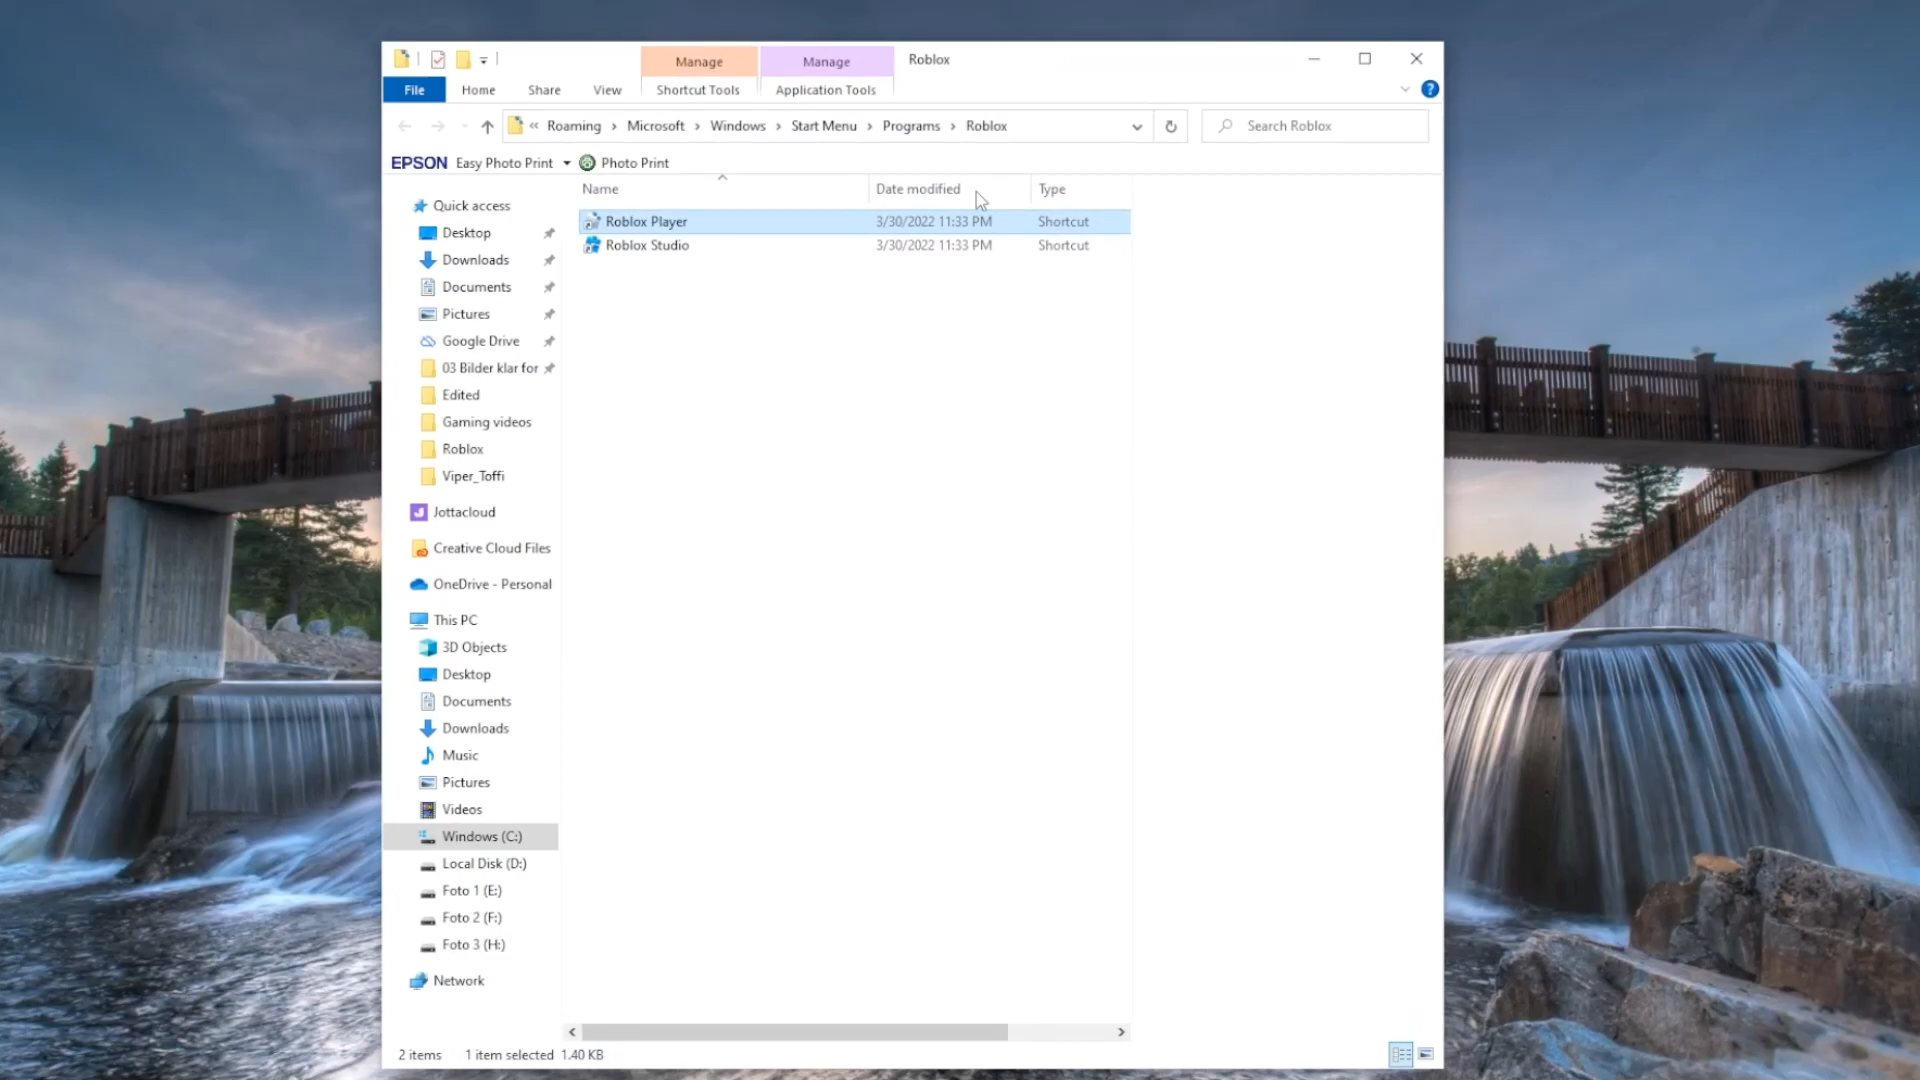 Manage Manage Roblox
File Home Share View Shortcut Tools Application Tools ?
« Roaming › Microsoft › Windows › Start Menu › Programs › Roblox Search Roblox
EPSON Easy Photo Print Photo Print
Name Date modified Type
Roblox Player 3/30/2022 11:33 PM Shortcut
Roblox Studio 3/30/2022 11:33 PM Shortcut
Quick access
Desktop
Downloads
Documents
Pictures
Google Drive
03 Bilder klar for
Edited
Gaming videos
Roblox
Viper_Toffi
J Jottacloud
Creative Cloud Files
OneDrive - Personal
This PC
3D Objects
Desktop
Documents
Downloads
Music
Pictures
Videos
Windows (C:)
Local Disk (D:)
Foto 1 (E:)
Foto 2 (F:)
Foto 3 (H:)
Network
2 items 1 item selected 1.40 KB